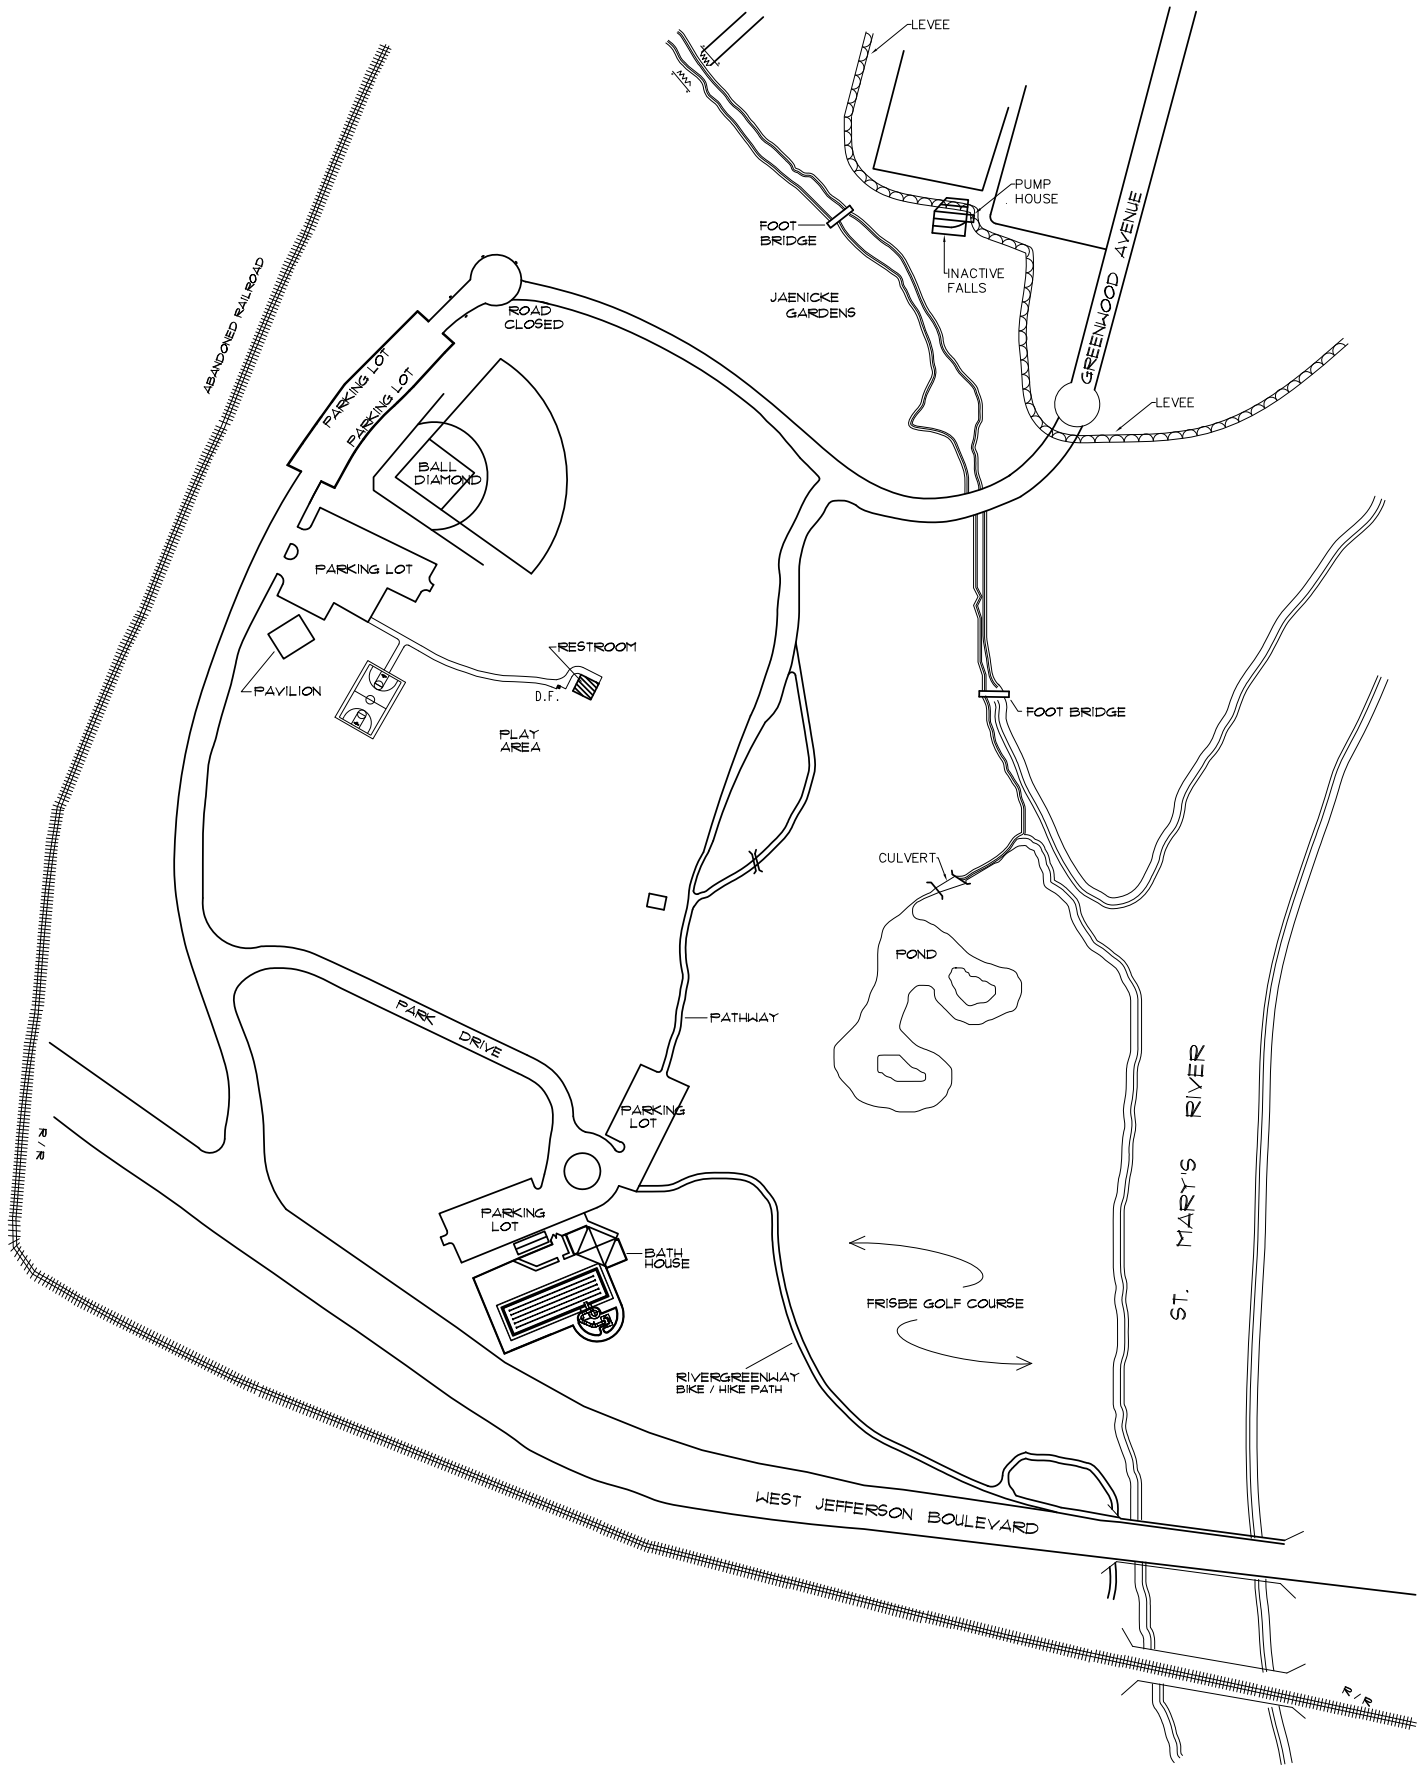 LEVEE
PUMP
HOUSE
FOOT
BRIDGE
GREENWOOD AVENUE
INACTIVE
FALLS
JAENICKE
GARDENS
ABANDONED RAILROAD
ROAD
CLOSED
PARKING LOT
PARKING LOT
LEVEE
BALL
DIAMOND
PARKING LOT
RESTROOM
PAVILION
D.F.
FOOT BRIDGE
PLAY
AREA
CULVERT
POND
PARK DRIVE
PATHWAY
ST. MARY'S RIVER
PARKING
LOT
R/R
PARKING
LOT
BATH
HOUSE
FRISBE GOLF COURSE
RIVERGREENWAY
BIKE / HIKE PATH
WEST JEFFERSON BOULEVARD
R/R